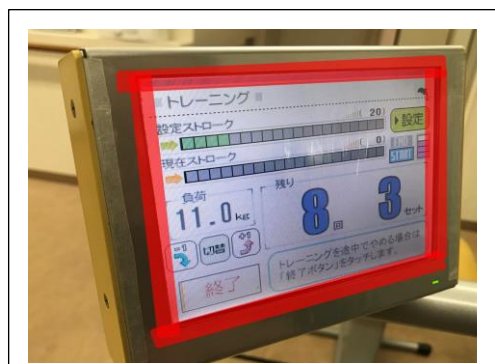 トレーニング
設定ストローク
( 20)
設定
現在ストローク
( 0)
START
負荷
11.0 kg
残り
8 回
3 セット
切替
終了
トレーニングを途中でやめる場合は、
「終了ボタン」をタッチします。